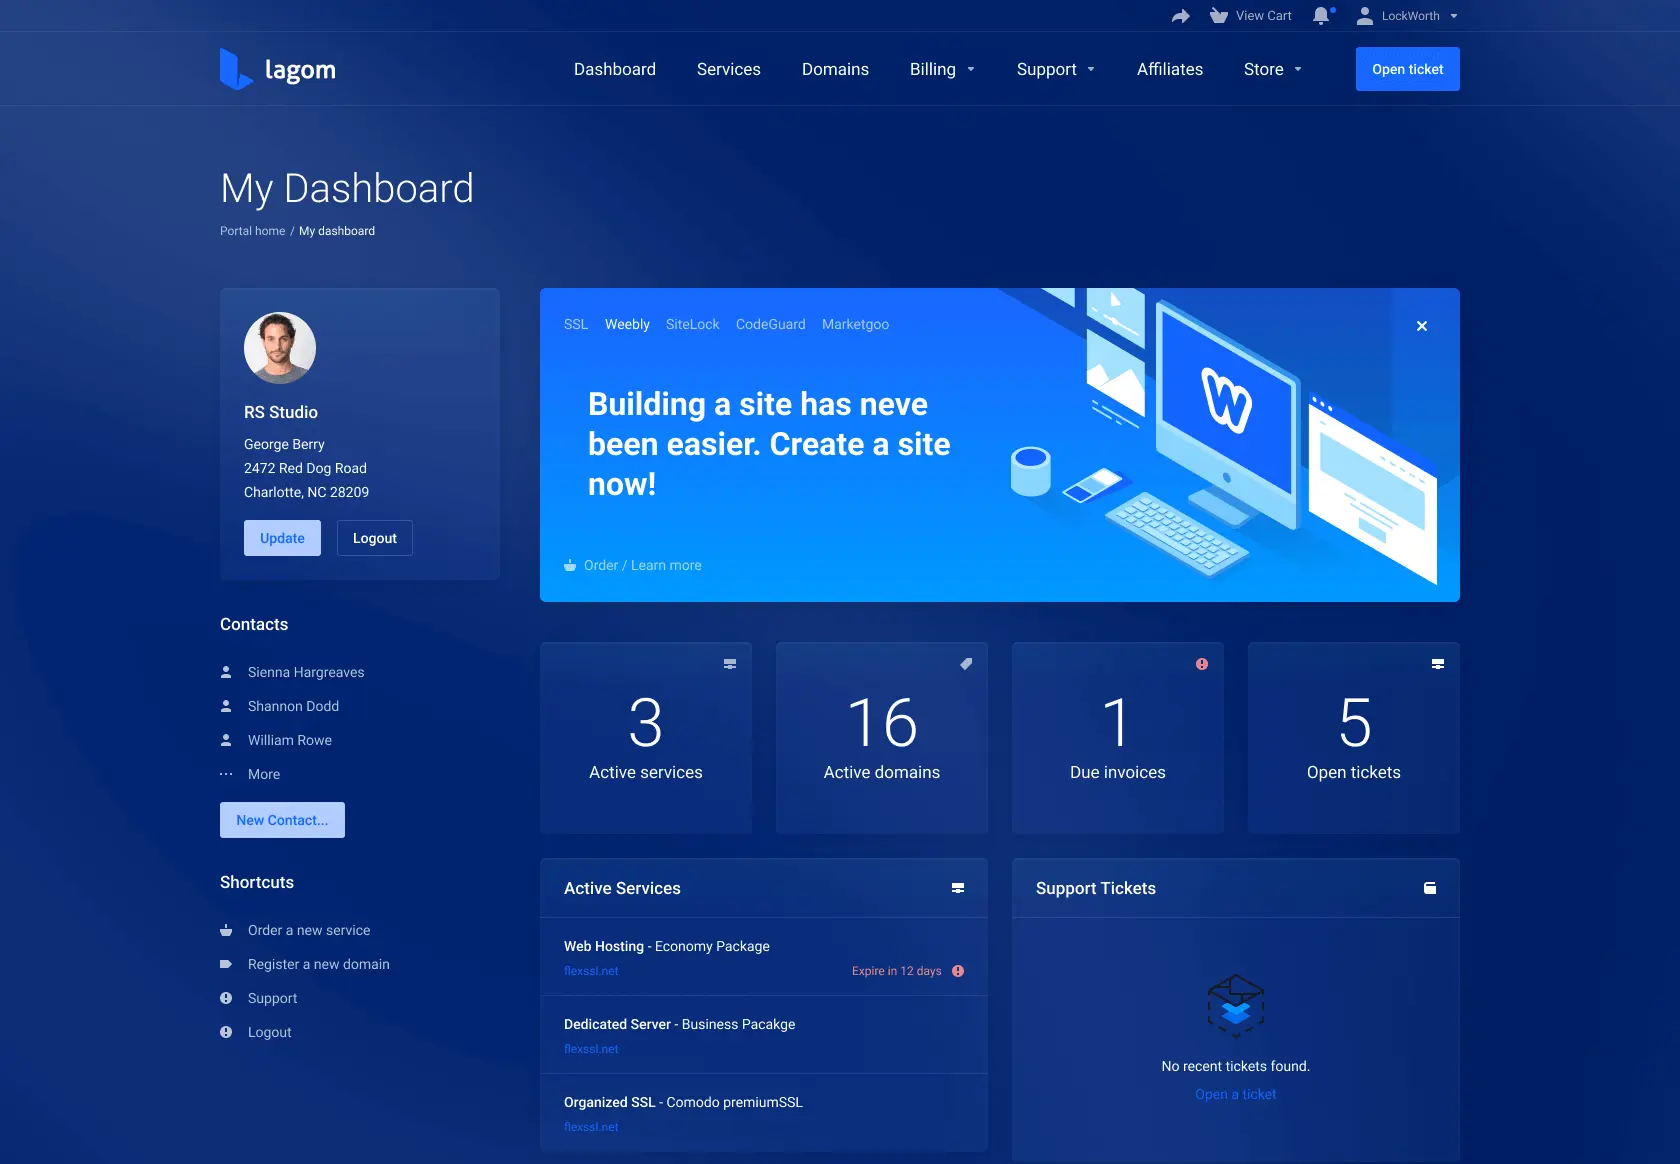 View Cart
LockWorth
lagom
Dashboard
Services
Domains
Billing
Support
Affiliates
Store
Open ticket
My Dashboard
Portal home / My dashboard
RS Studio
George Berry
2472 Red Dog Road
Charlotte, NC 28209
Update
Logout
Contacts
Sienna Hargreaves
Shannon Dodd
William Rowe
More
New Contact...
Shortcuts
Order a new service
Register a new domain
Support
Logout
SSL
Weebly
SiteLock
CodeGuard
Marketgoo
Building a site has neve
been easier. Create a site
now!
W
Order / Learn more
3
Active services
16
Active domains
1
Due invoices
5
Open tickets
Active Services
Web Hosting - Economy Package
flexssl.net
Expire in 12 days
Dedicated Server - Business Pacakge
flexssl.net
Organized SSL - Comodo premiumSSL
flexssl.net
Support Tickets
No recent tickets found.
Open a ticket